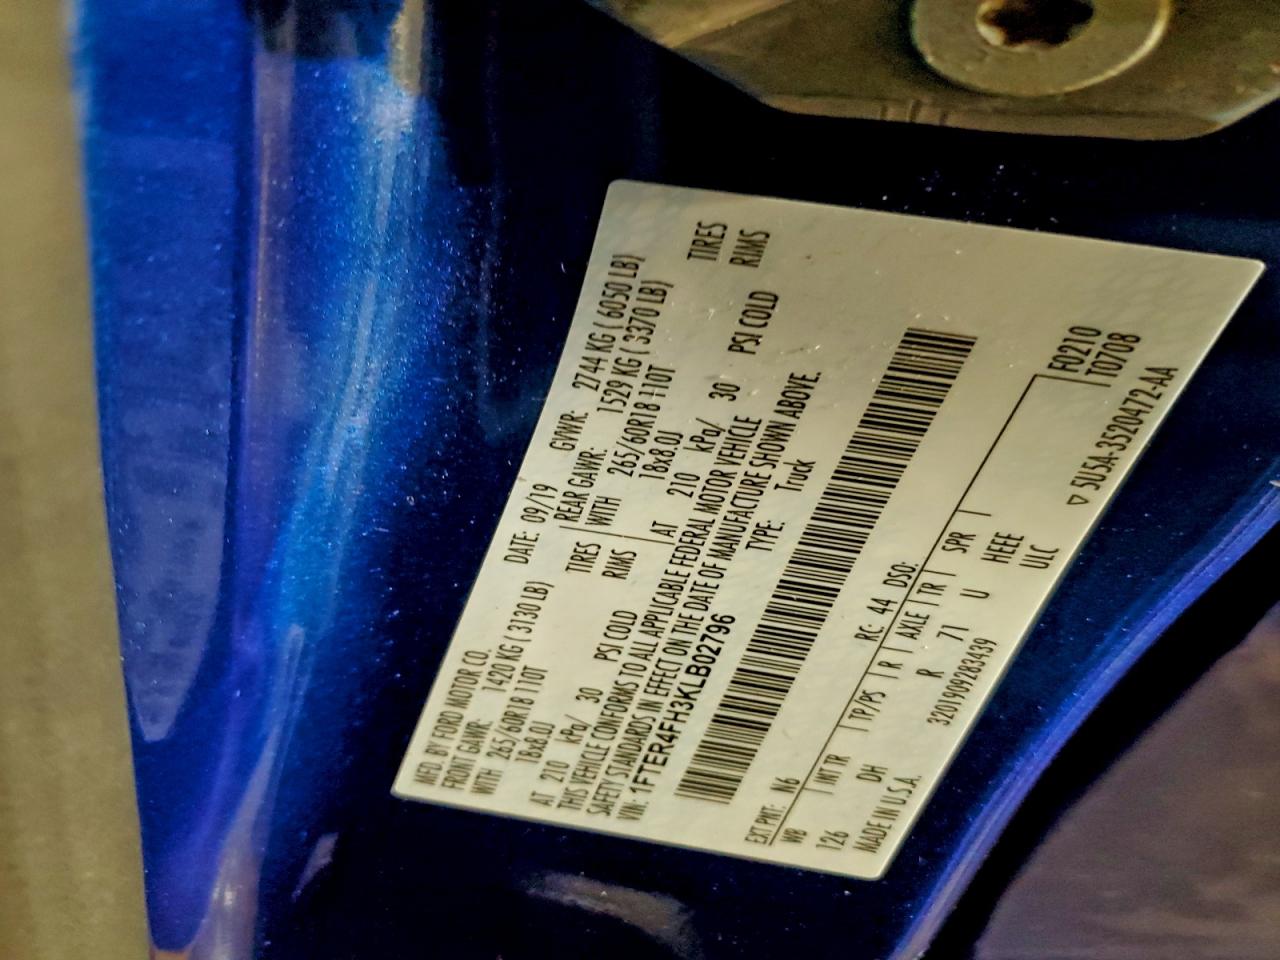 MFD. BY FORD MOTOR CO. DATE: 09/19 GVWR: 2744 KG ( 6050 LB)
FRONT GAWR: 1420 KG ( 3130 LB) REAR GAWR: 1529 KG ( 3370 LB)
WITH 265/60R18 110T TIRES WITH 265/60R18 110T TIRES
18x8.0J RIMS 18x8.0J RIMS
AT 210 kPa/ 30 PSI COLD AT 210 kPa/ 30 PSI COLD
THIS VEHICLE CONFORMS TO ALL APPLICABLE FEDERAL MOTOR VEHICLE
SAFETY STANDARDS IN EFFECT ON THE DATE OF MANUFACTURE SHOWN ABOVE.
VIN: 1FTER4FH3KLB02796 TYPE: Truck
EXT PNT: N6 RC: 44 DSO:
WB INT TR TP/PS R AXLE TR SPR F0210
126 DH R 71 U HEEE T0708
MADE IN U.S.A. 3201909283439 ULC
▽ 5U5A-3520472-AA